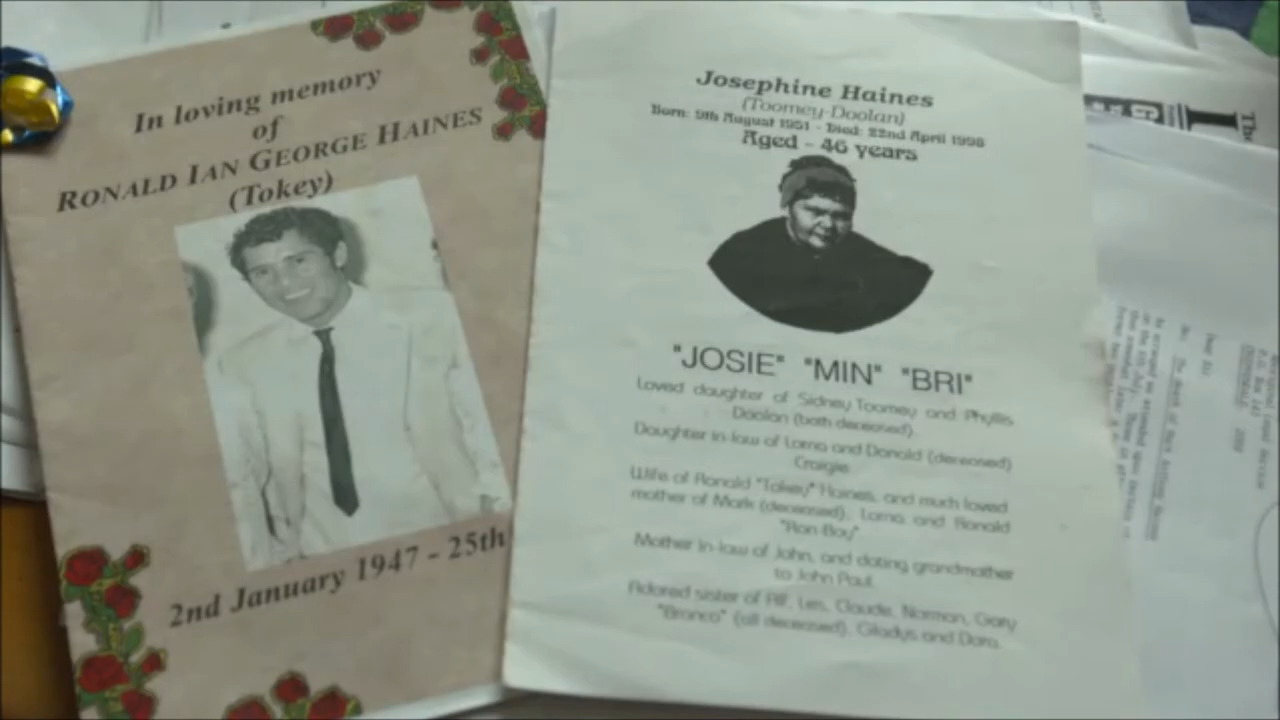 In loving memory
of
RONALD IAN GEORGE HAINES
(Tokey)
2nd January 1947 - 25th
Josephine Haines
(Toomey-Doolan)
Born: 9th August 1951 - Died: 22nd April 1998
Aged - 46 years
"JOSIE" "MIN" "BRI"
Loved daughter of Sidney Toomey and Phyllis
Doolan (both deceased).
Daughter in-law of Lorna and Donald (deceased)
Craigie.
Wife of Ronald "Tokey" Haines, and much loved
mother of Mark (deceased), Lorna and Ronald
"Ron-Boy"
Mother in-law of John, and doting grandmother
to John Paul.
Adored sister of Alf, Les, Claude, Norman, Gary
"Bronco" (all deceased), Gladys and Dora.
The